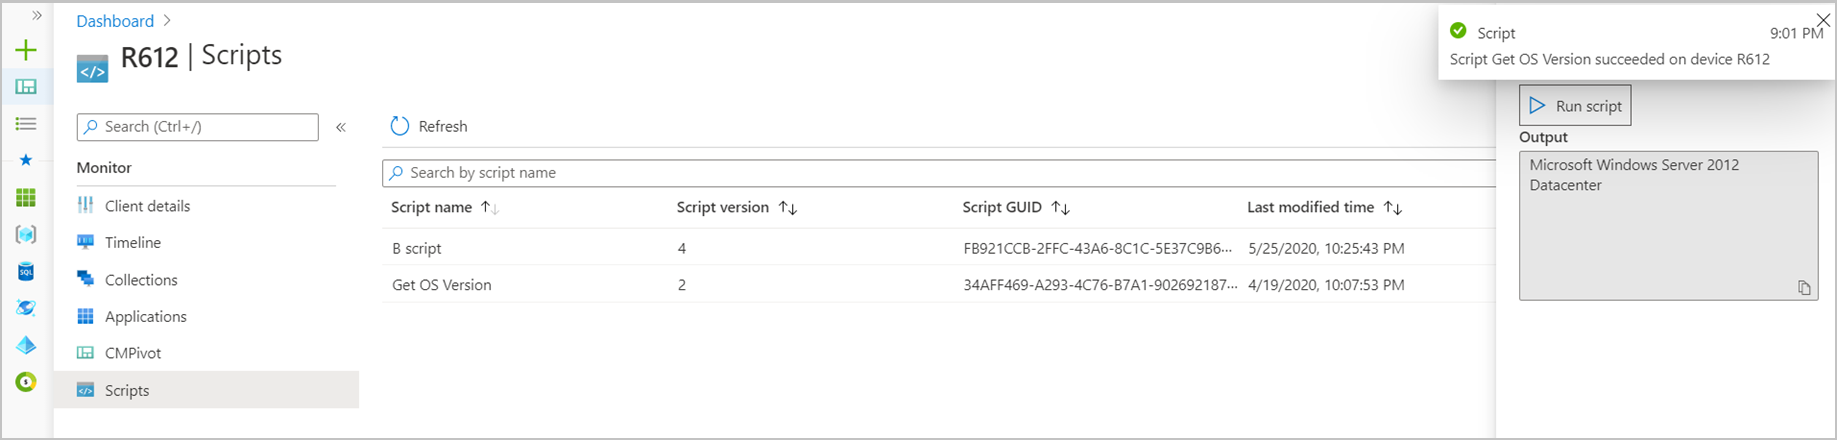 Dashboard
R612 | Scripts
Search (Ctrl+/)
Monitor
Client details
Timeline
Collections
Applications
CMPivot
Scripts
Refresh
Search by script name
Script name Script version Script GUID Last modified time
B script 4 FB921CCB-2FFC-43A6-8C1C-5E37C9B6... 5/25/2020, 10:25:43 PM
Get OS Version 2 34AFF469-A293-4C76-B7A1-902692187... 4/19/2020, 10:07:53 PM
Script 9:01 PM
Script Get OS Version succeeded on device R612
Run script
Output
Microsoft Windows Server 2012
Datacenter
SQL